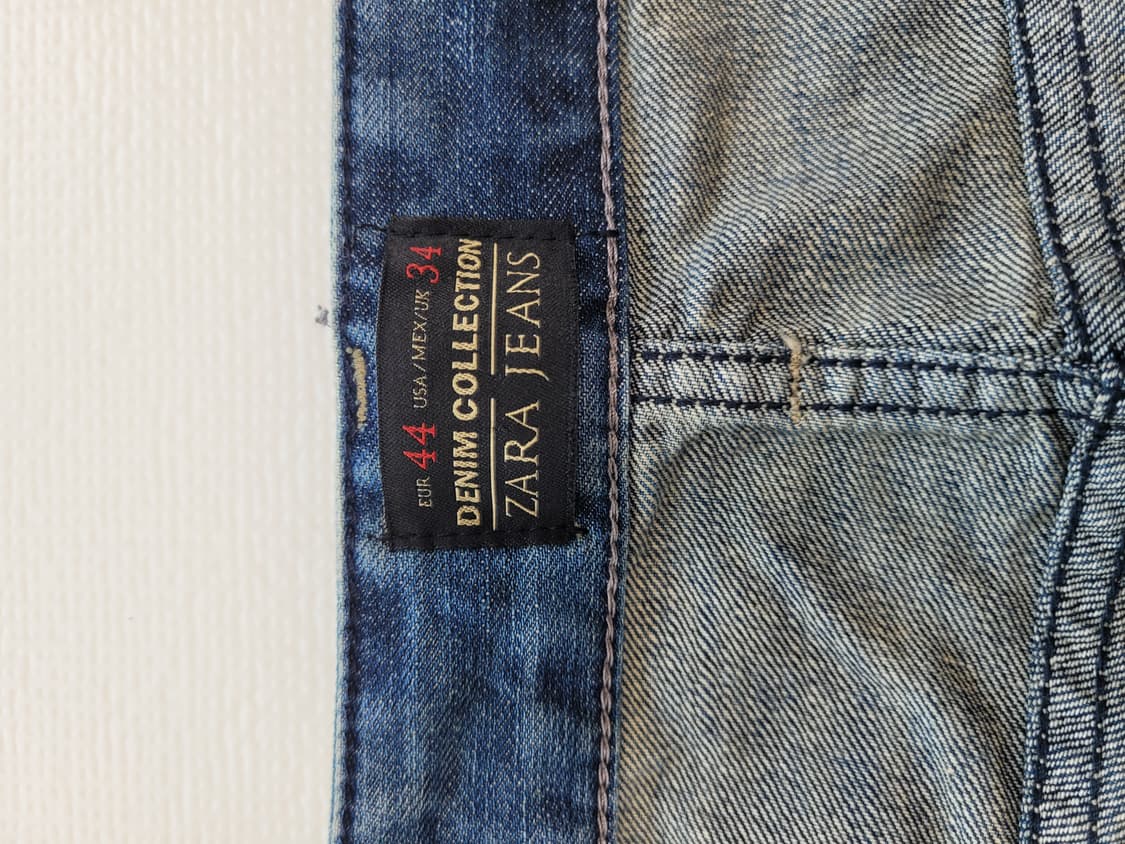 EUR 44 USA/MEX/UK 34
DENIM COLLECTION
ZARA JEANS